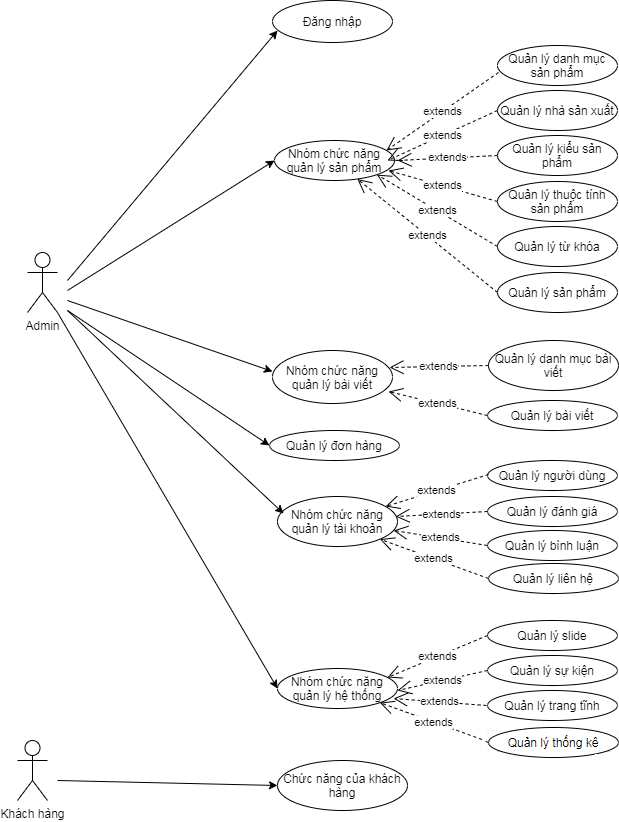 Đăng nhập
Quản lý danh mục
sản phẩm
extends
Quản lý nhà sản xuất
extends
Nhóm chức năng
quản lý sản phẩm
Quản lý kiểu sản
phẩm
extends
Quản lý thuộc tính
sản phẩm
extends
Quản lý từ khóa
extends
Quản lý sản phẩm
extends
Admin
Nhóm chức năng
quản lý bài viết
Quản lý danh mục bài
viết
extends
Quản lý bài viết
extends
Quản lý đơn hàng
Nhóm chức năng
quản lý tài khoản
Quản lý người dùng
extends
Quản lý đánh giá
extends
Quản lý bình luận
extends
Quản lý liên hệ
extends
Nhóm chức năng
quản lý hệ thống
Quản lý slide
extends
Quản lý sự kiện
extends
Quản lý trang tĩnh
extends
Quản lý thống kê
extends
Khách hàng
Chức năng của khách
hàng